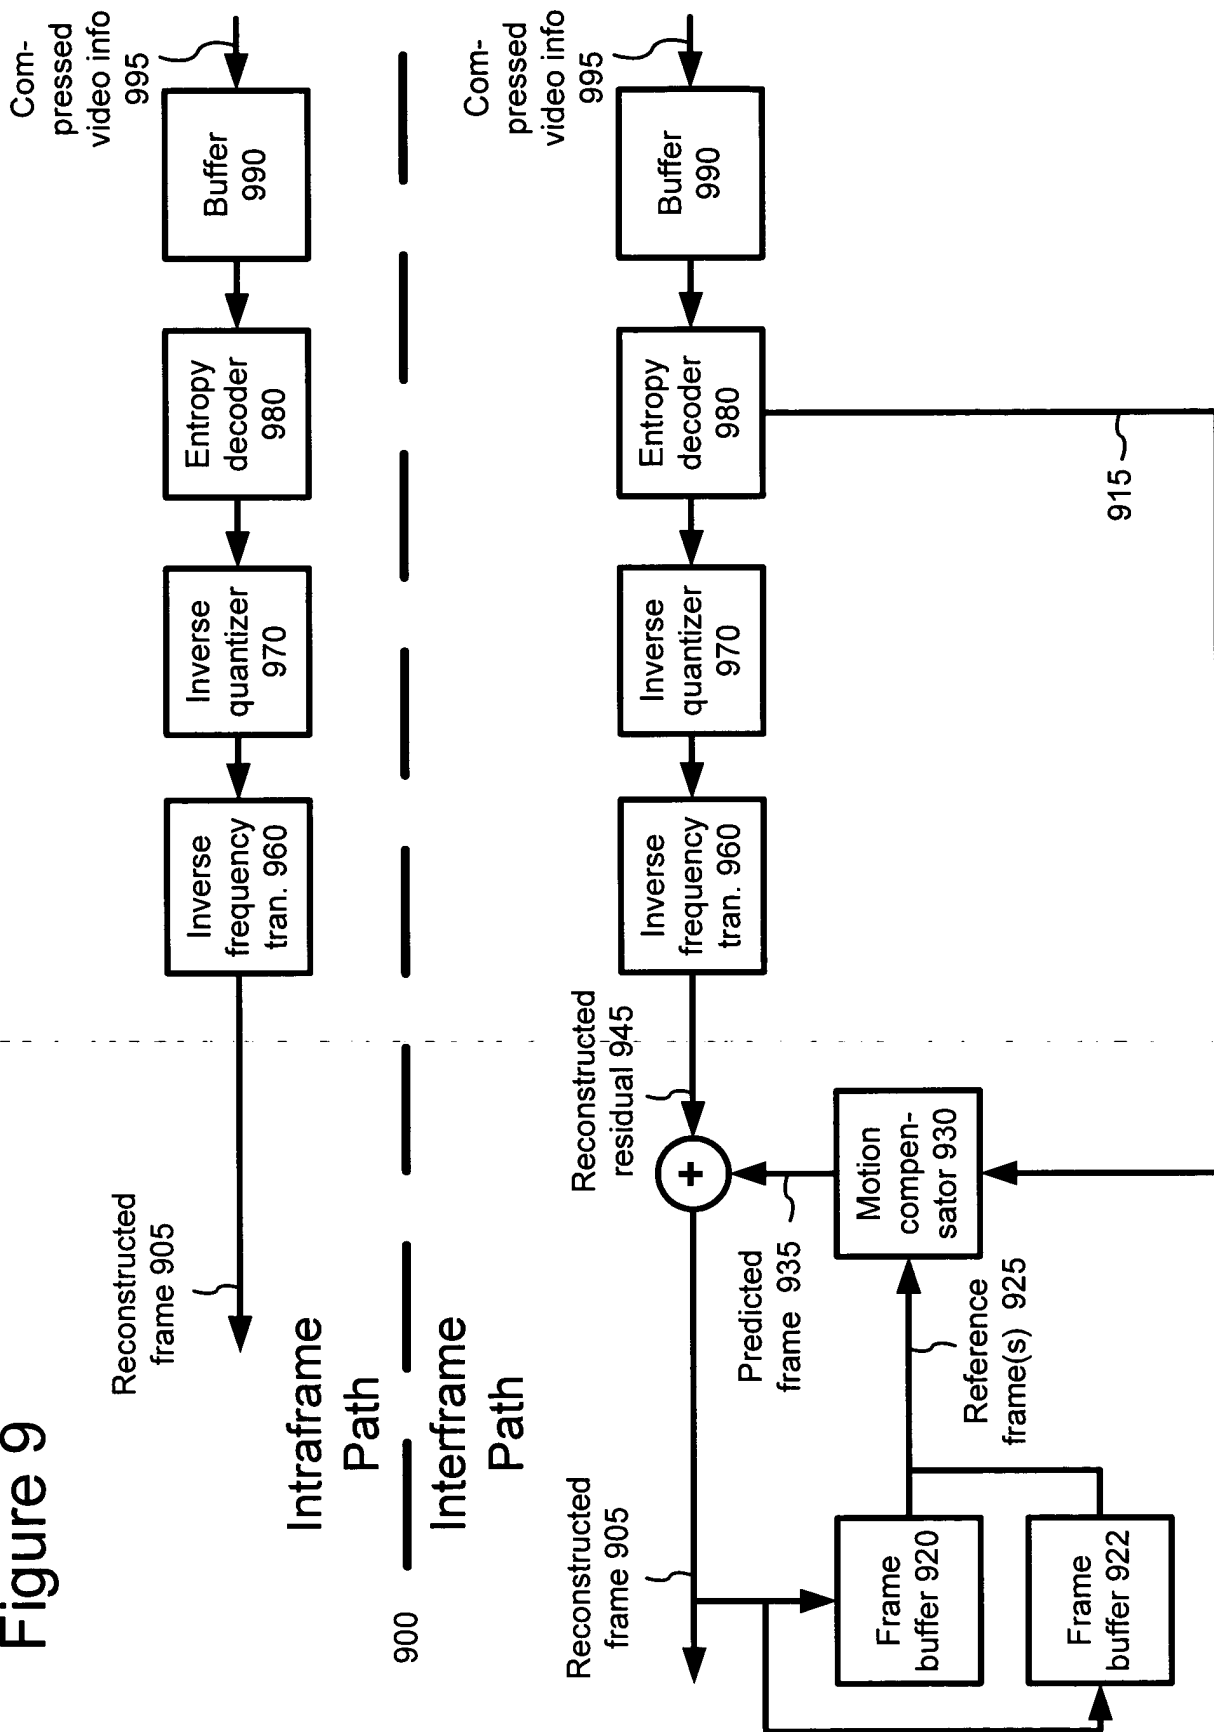 Figure 9
Reconstructed
frame 905
Inverse
frequency
tran. 960
Inverse
quantizer
970
Entropy
decoder
980
Buffer
990
Com-
pressed
video info
995
Intraframe
Path
900
Interframe
Path
Reconstructed
frame 905
Reconstructed
residual 945
+
Inverse
frequency
tran. 960
Inverse
quantizer
970
Entropy
decoder
980
Buffer
990
Com-
pressed
video info
995
Predicted
frame 935
Motion
compen-
sator 930
Reference
frame(s) 925
Frame
buffer 920
Frame
buffer 922
915